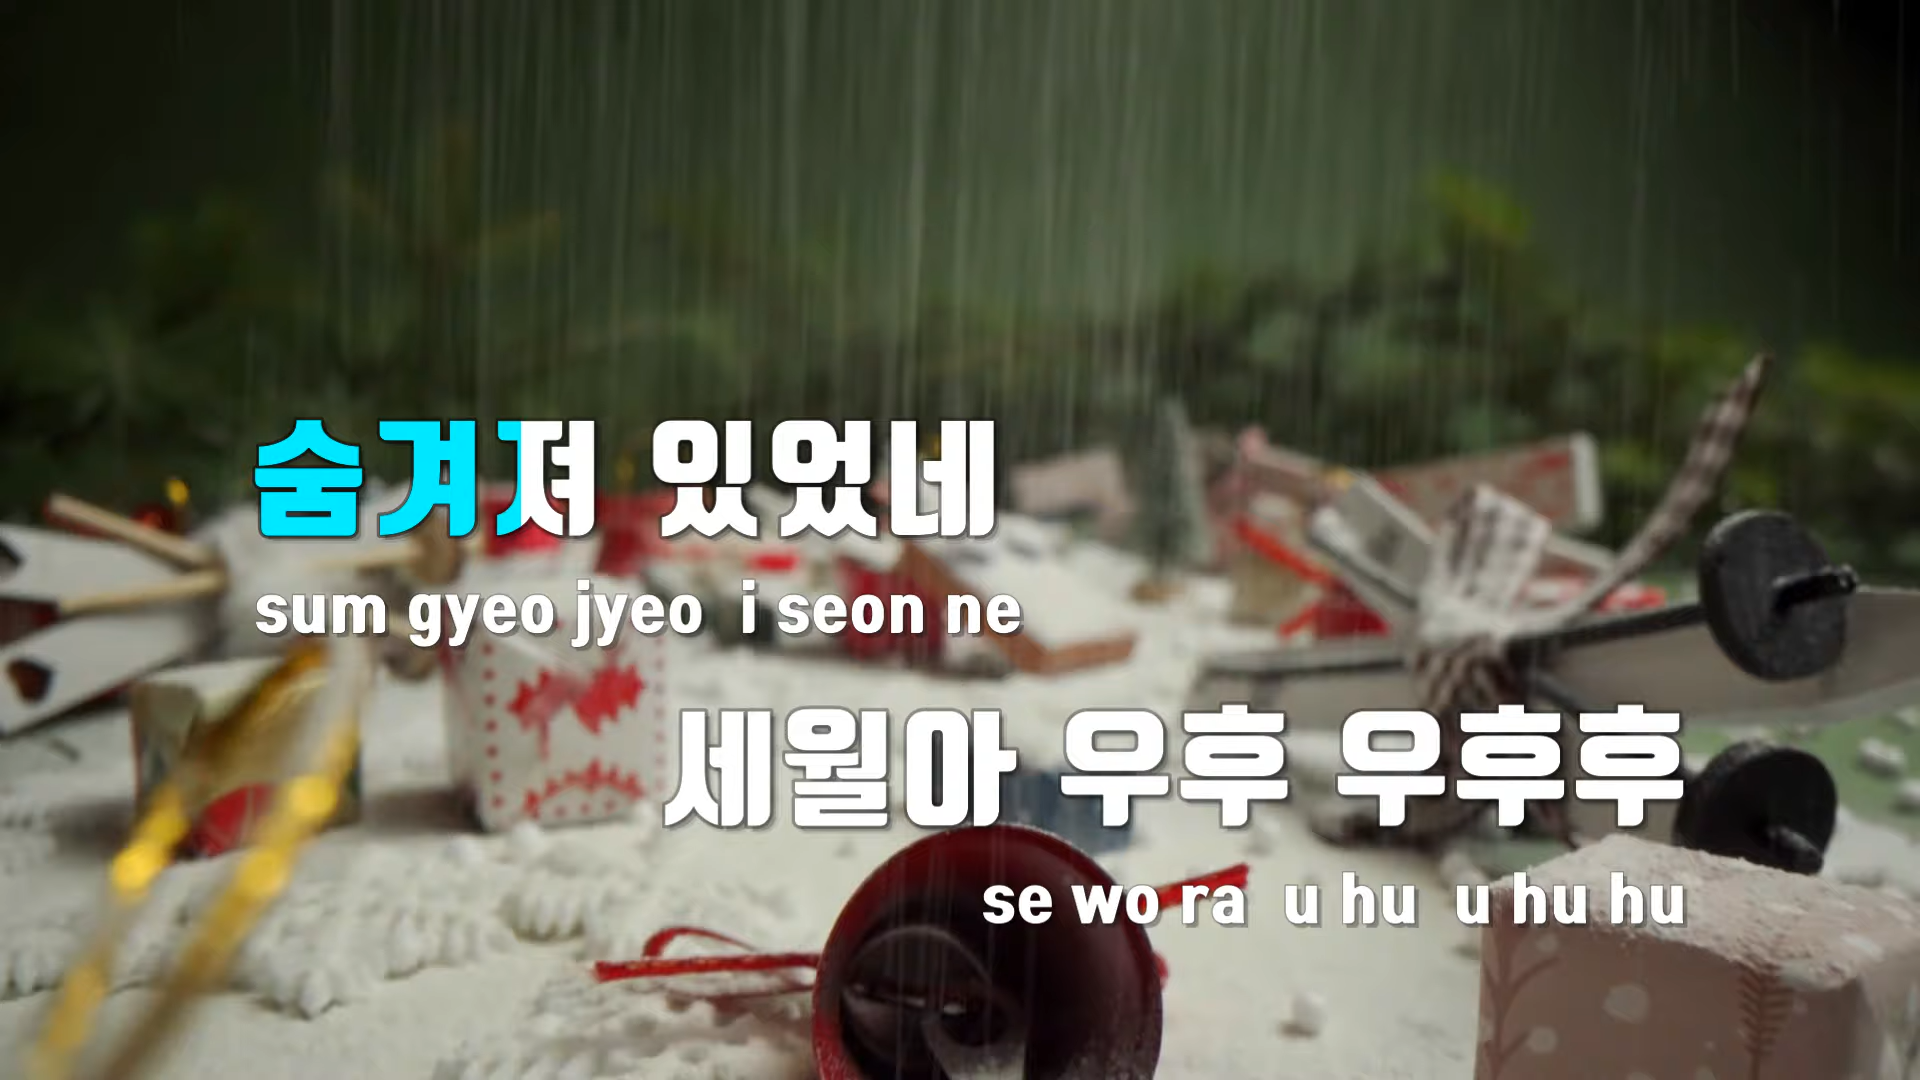 숨겨져 있었네
sum gyeo jyeo i seon ne
세월아 우후 우후후
se wo ra u hu u hu hu